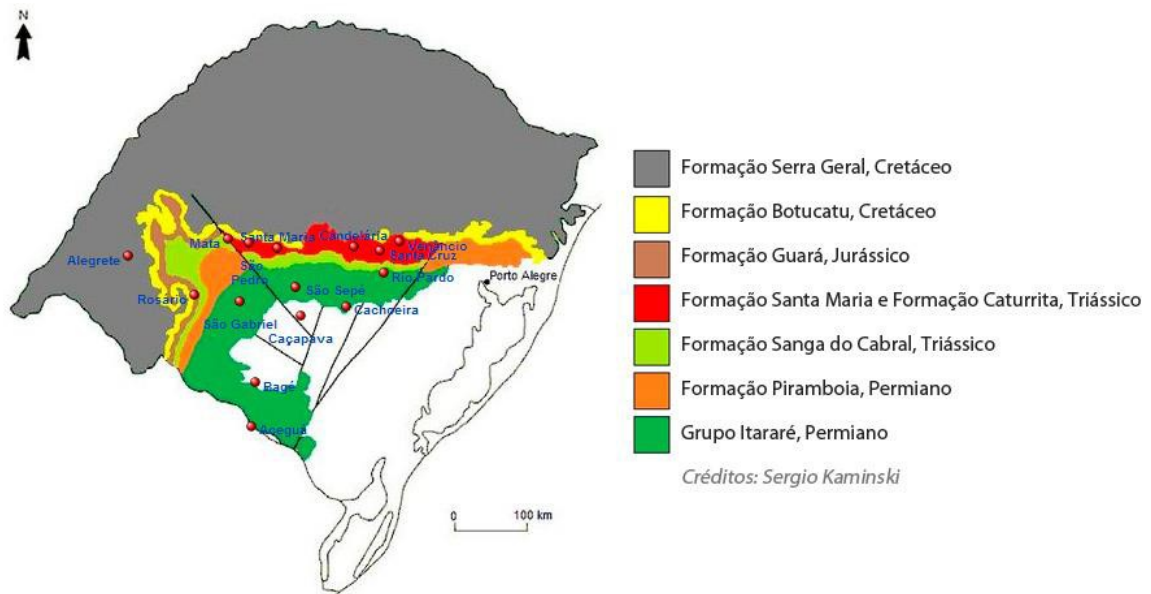 N
Mata
Santa Maria
Candelária
Venâncio
Santa Cruz
Alegrete
São
Pedro
Rio Pardo
Porto Alegre
Rosário
São Sepé
Cachoeira
São Gabriel
Caçapava
Bagé
Aceguá
0 100 km
Formação Serra Geral, Cretáceo
Formação Botucatu, Cretáceo
Formação Guará, Jurássico
Formação Santa Maria e Formação Caturrita, Triássico
Formação Sanga do Cabral, Triássico
Formação Piramboia, Permiano
Grupo Itararé, Permiano
Créditos: Sergio Kaminski